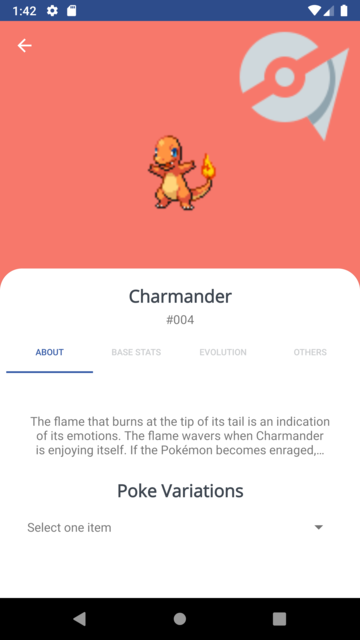 1:42
Charmander
#004
ABOUT
BASE STATS
EVOLUTION
OTHERS
The flame that burns at the tip of its tail is an indication
of its emotions. The flame wavers when Charmander
is enjoying itself. If the Pokémon becomes enraged,...
Poke Variations
Select one item